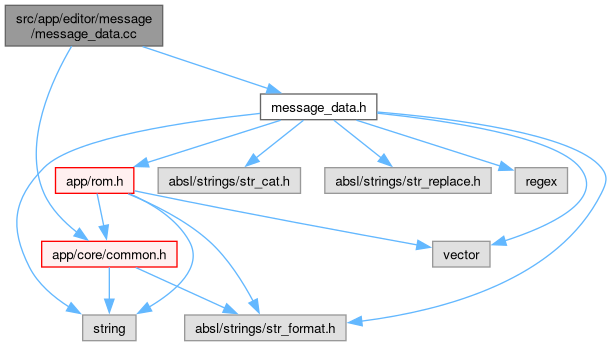 src/app/editor/message
/message_data.cc
message_data.h
app/rom.h
absl/strings/str_cat.h
absl/strings/str_replace.h
regex
app/core/common.h
vector
string
absl/strings/str_format.h